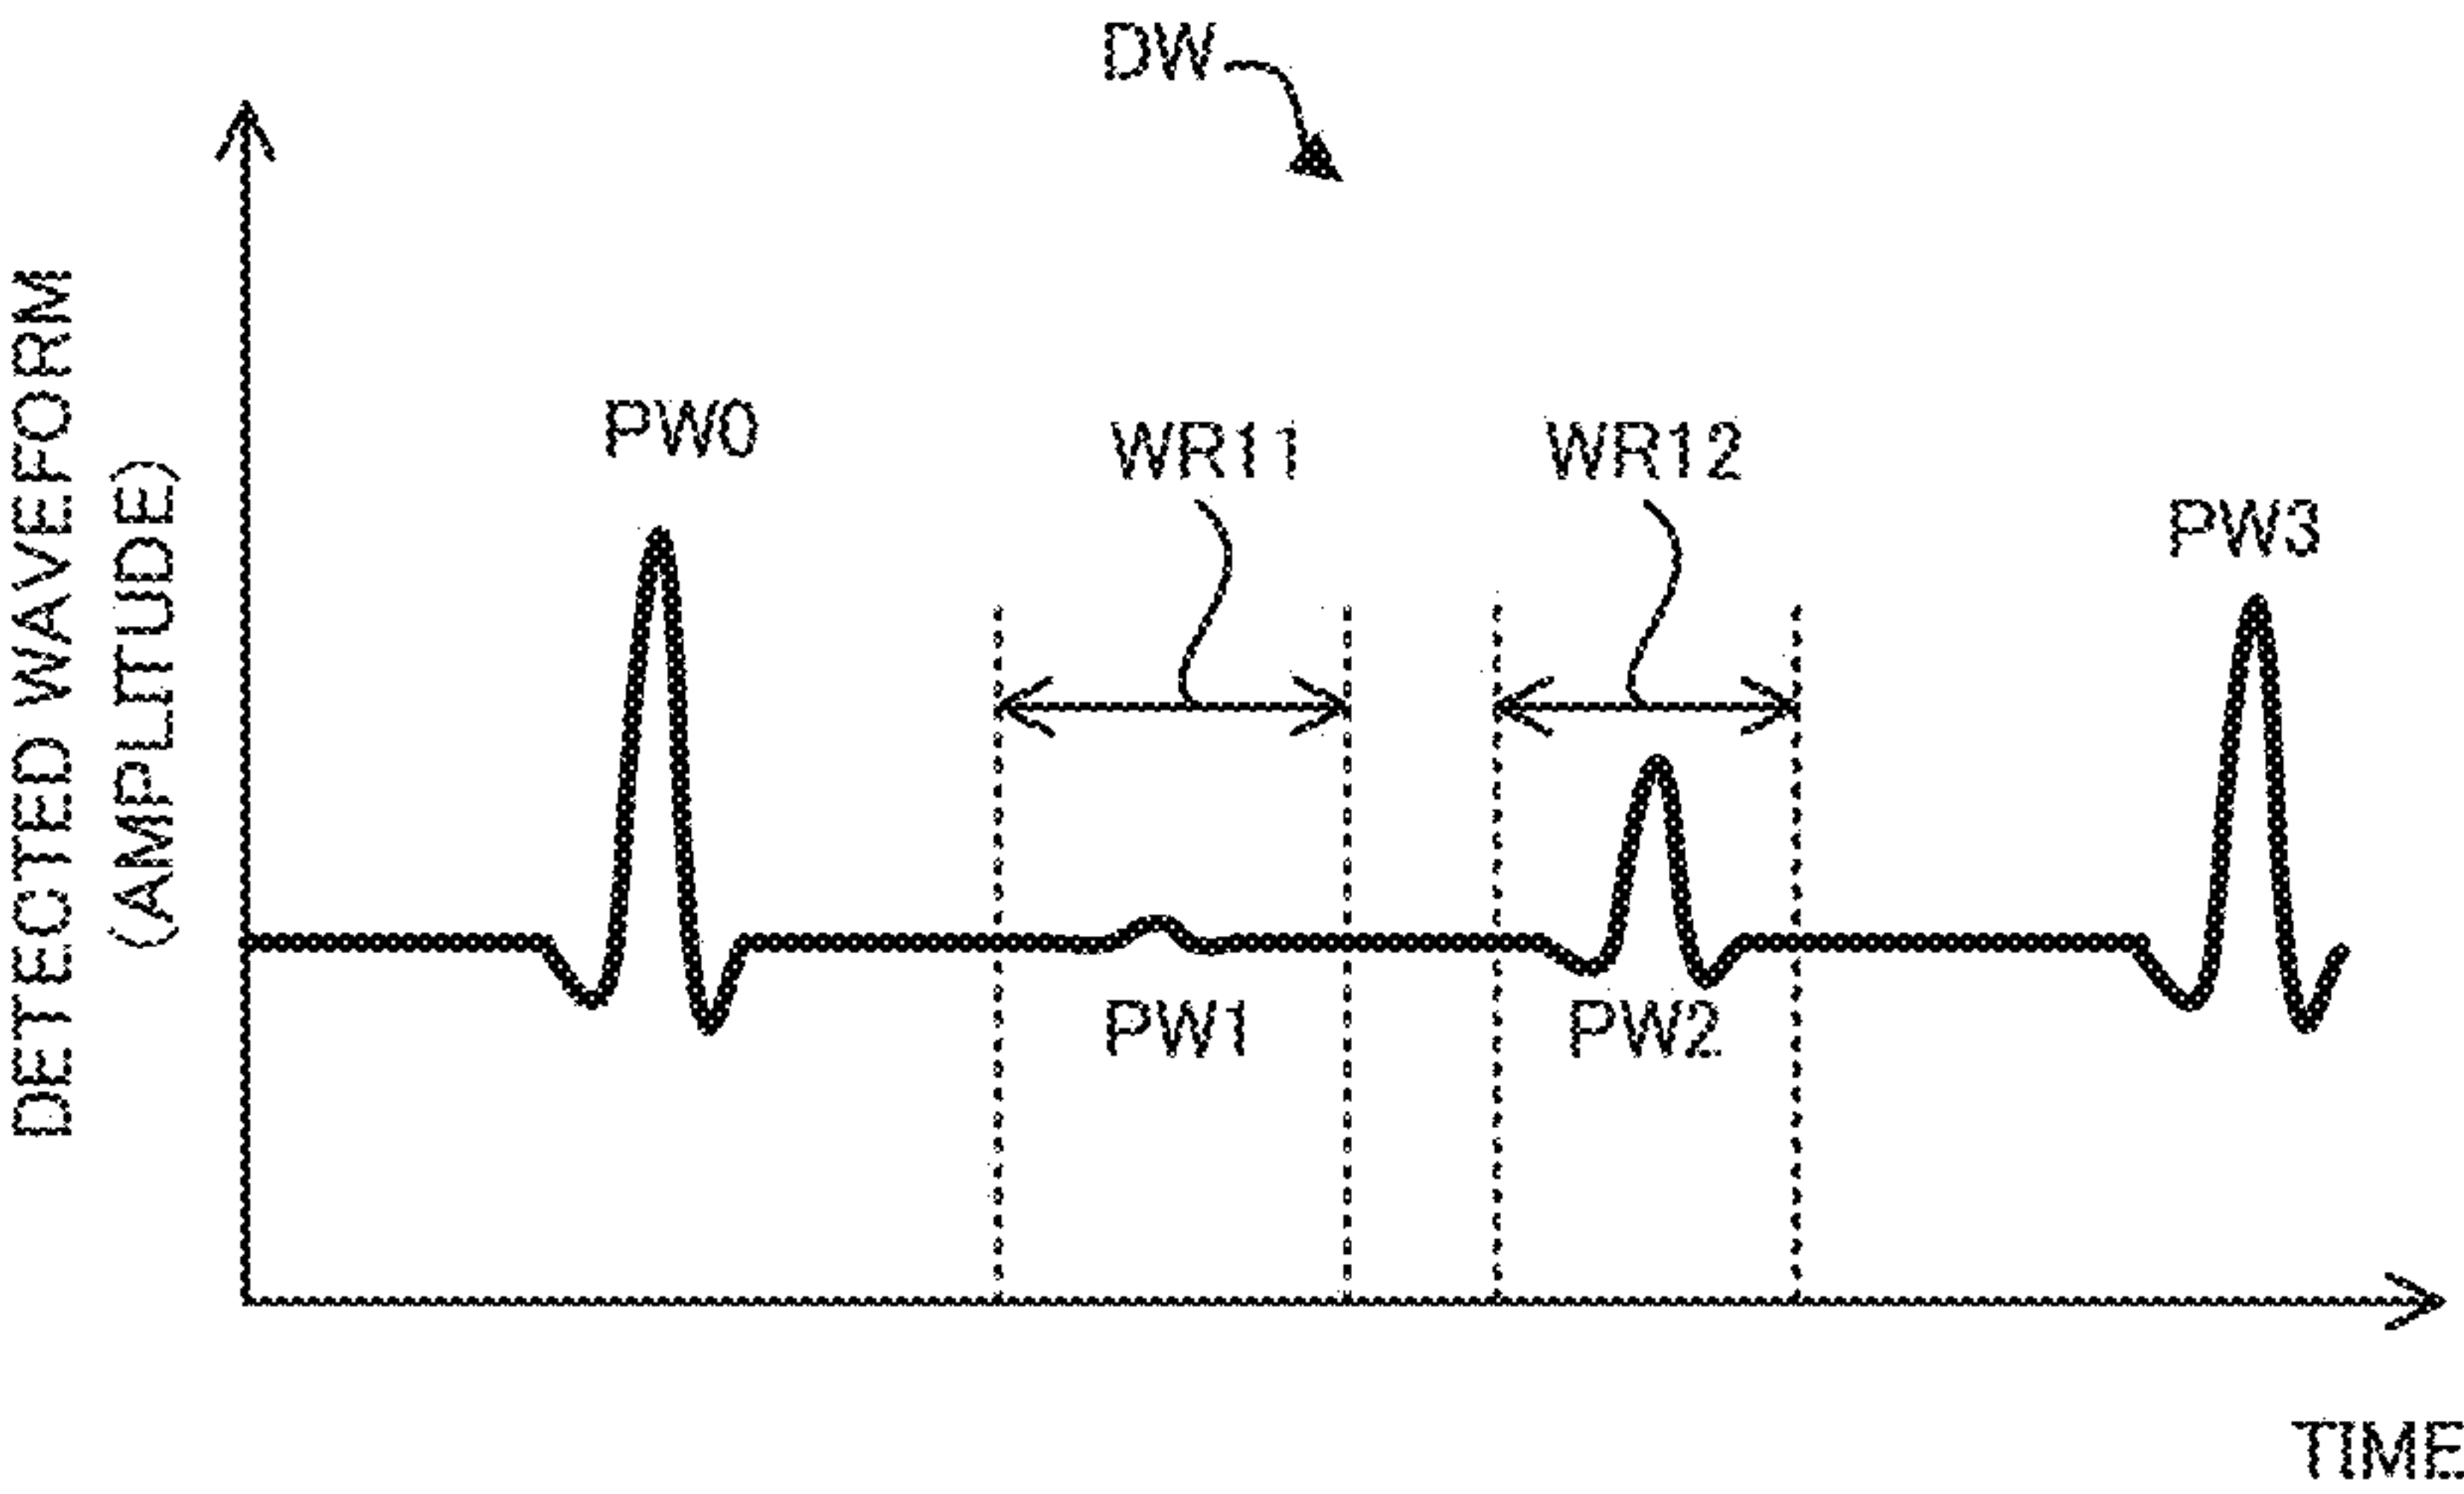 DW
DETECTED WAVEFORM
(AMPLITUDE)
PW0
WR11
WR12
PW3
PW1
PW2
TIME